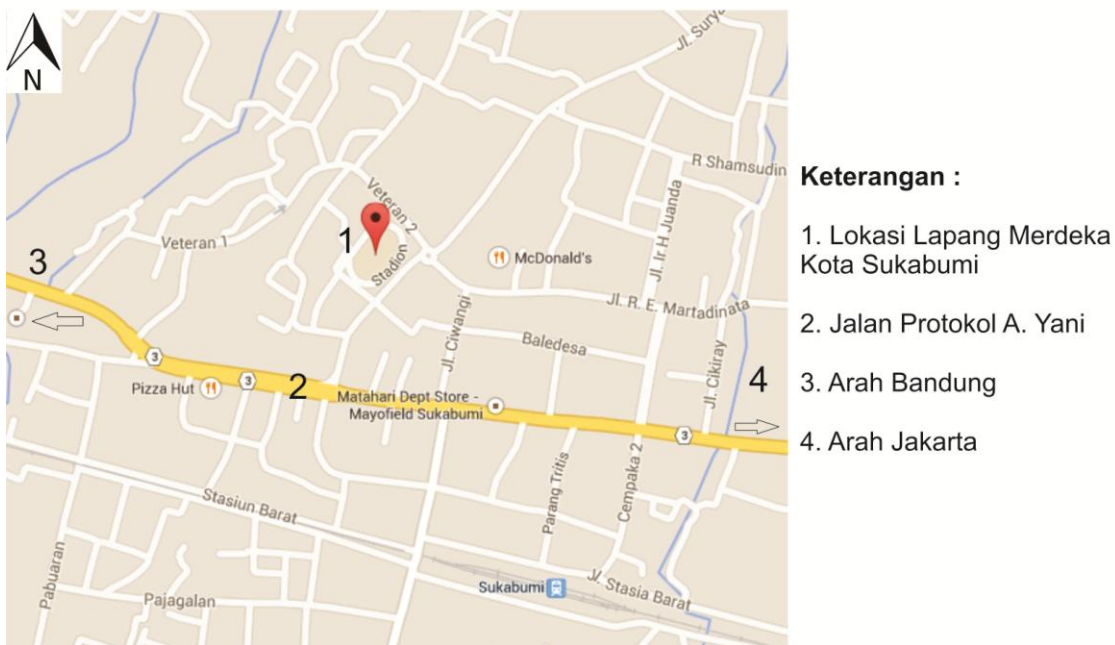 N
Jl. Surya
R Shamsudin
Veteran 2
Jl. Ir H Juanda
1
Stadion
Veteran 1
McDonald's
3
Jl. R. E. Martadinata
Jl. Ciwangi
Baledesa
Jl. Cikiray
3
Pizza Hut
3
2
Matahari Dept Store -
Mayofield Sukabumi
4
3
Stasiun Barat
Parang Tritis
Cempaka 2
Pabuaran
Pajagalan
Sukabumi
Jl. Stasia Barat
Keterangan :
1. Lokasi Lapang Merdeka
Kota Sukabumi
2. Jalan Protokol A. Yani
3. Arah Bandung
4. Arah Jakarta